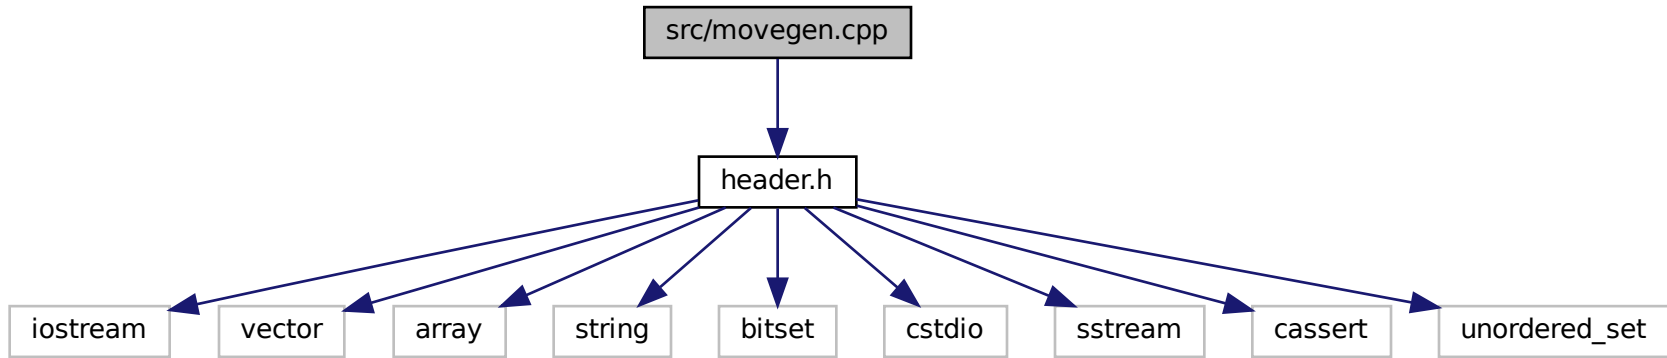 src/movegen.cpp
header.h
iostream
vector
array
string
bitset
cstdio
sstream
cassert
unordered_set